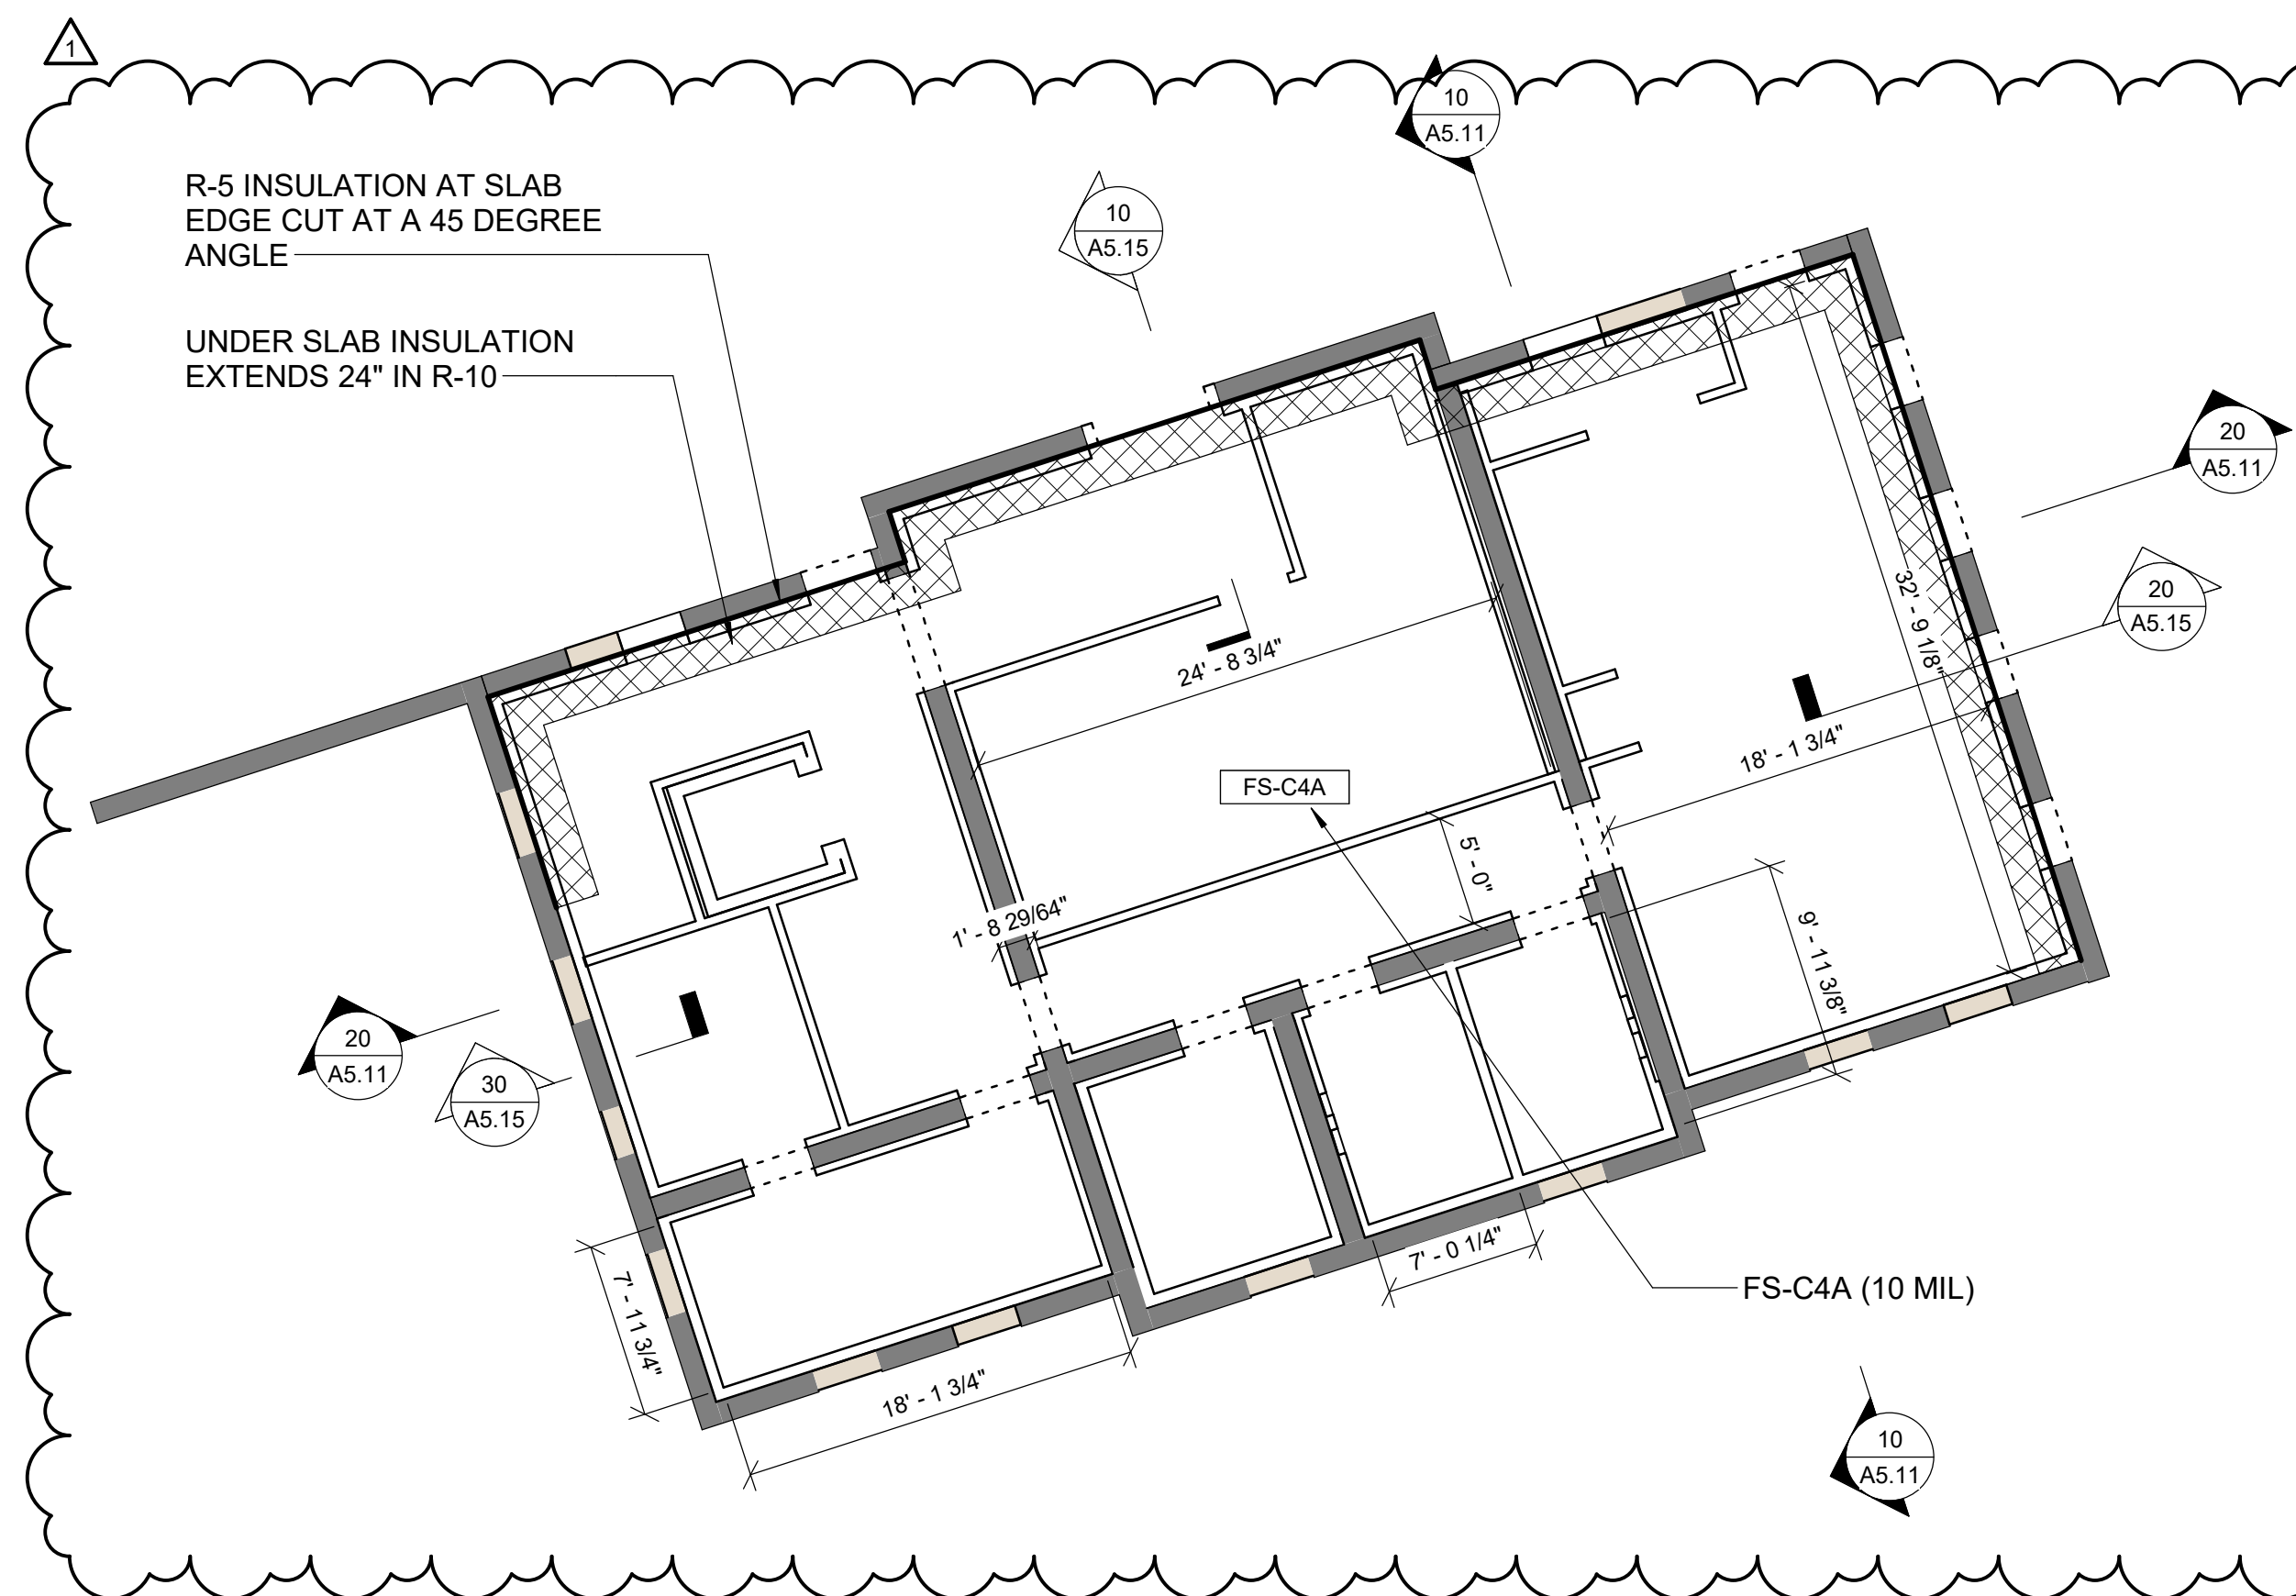 1
10
A5.11
R-5 INSULATION AT SLAB
EDGE CUT AT A 45 DEGREE
ANGLE
10
A5.15
UNDER SLAB INSULATION
EXTENDS 24" IN R-10
20
A5.11
20
A5.15
32' - 9 1/8"
24' - 8 3/4"
18' - 1 3/4"
FS-C4A
5' - 0"
1' - 8 29/64"
9' - 11 3/8"
20
A5.11
30
A5.15
7' - 0 1/4"
FS-C4A (10 MIL)
7' - 11 3/4"
18' - 1 3/4"
10
A5.11